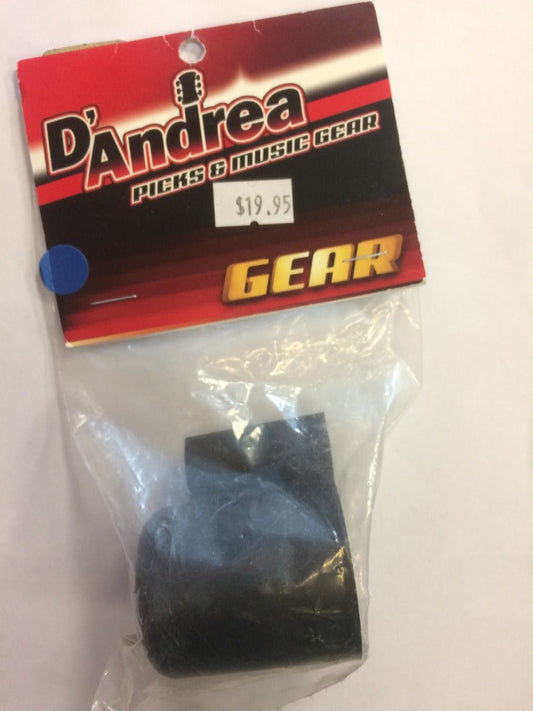 D'Andrea
PICKS & MUSIC GEAR
$19.95
GEAR